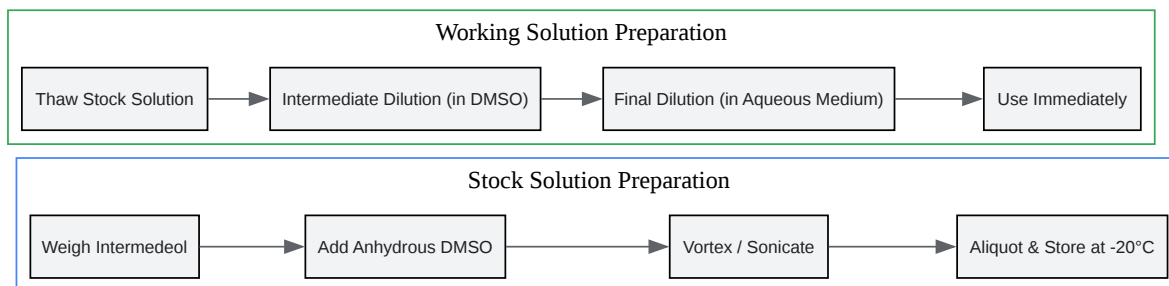 Working Solution Preparation
Thaw Stock Solution
Intermediate Dilution (in DMSO)
Final Dilution (in Aqueous Medium)
Use Immediately
Stock Solution Preparation
Weigh Intermedeol
Add Anhydrous DMSO
Vortex / Sonicate
Aliquot & Store at -20°C